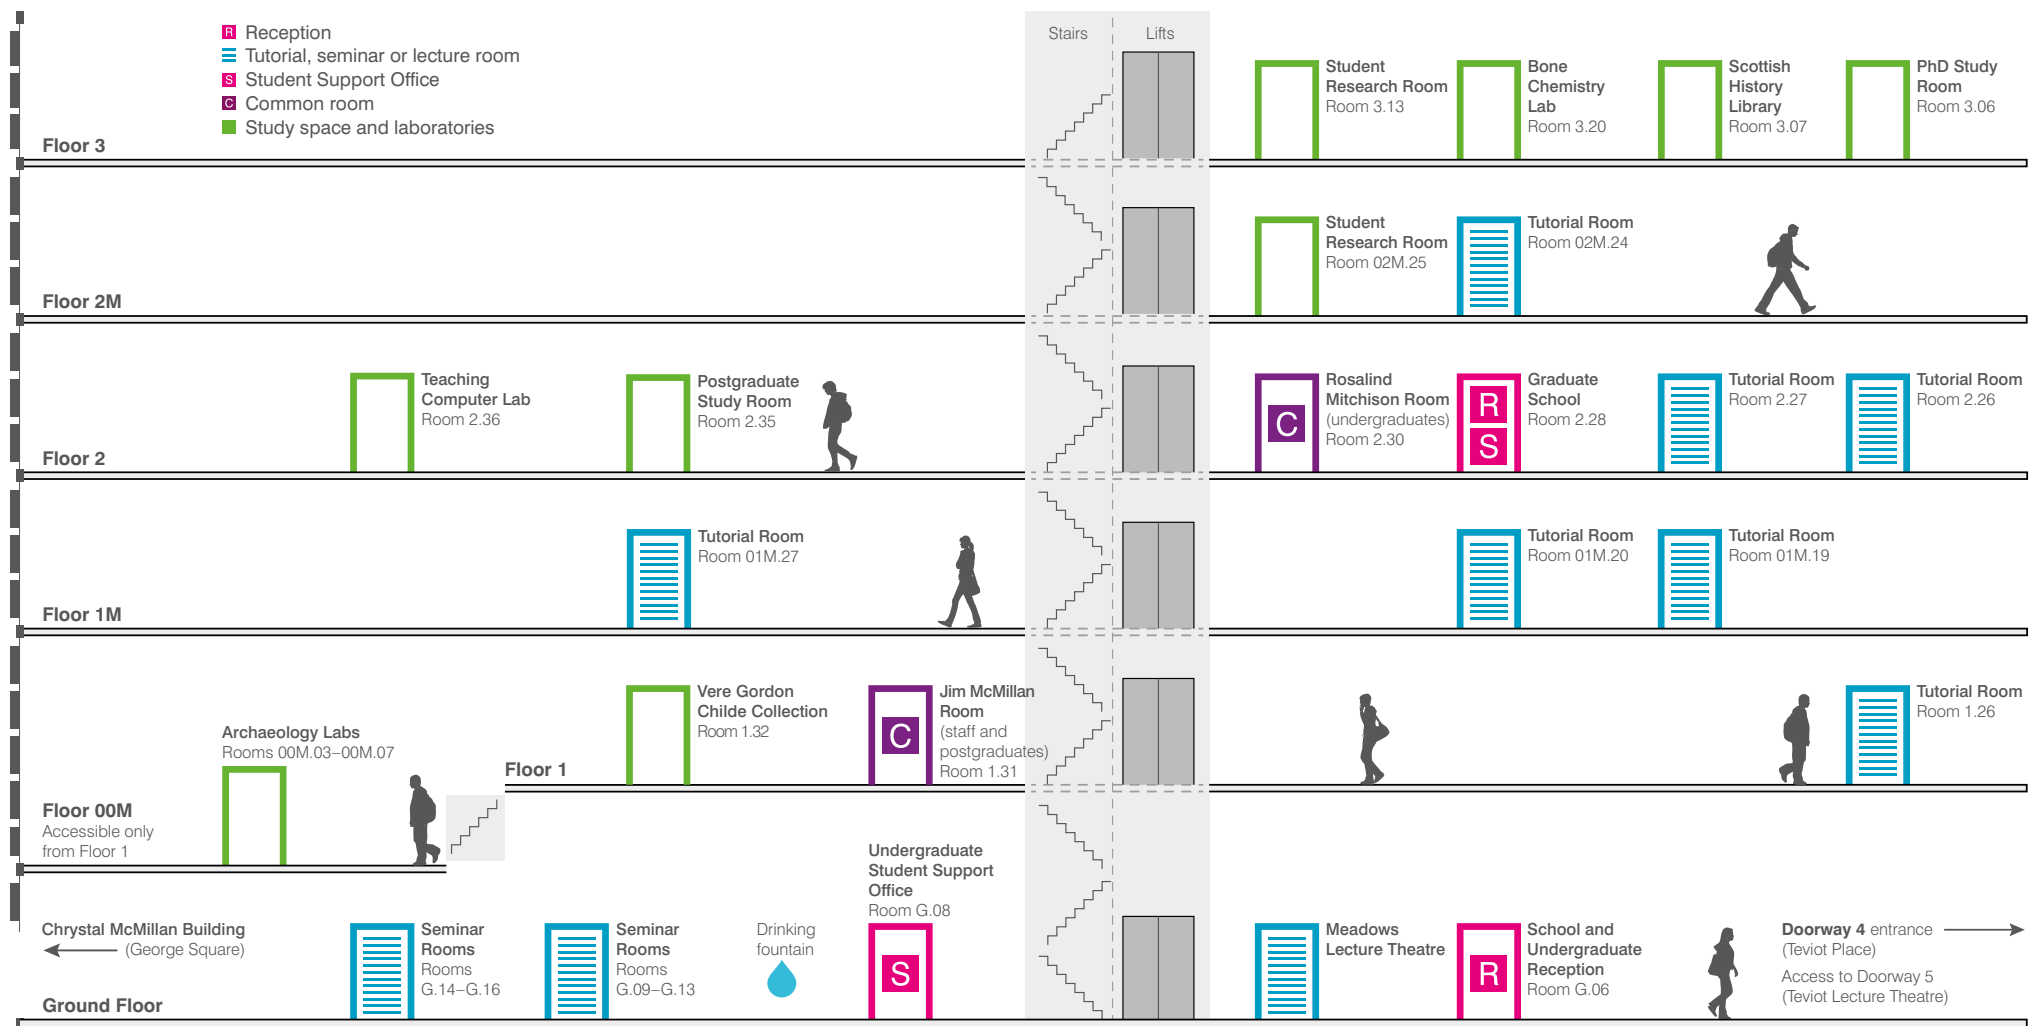 R Reception
Tutorial, seminar or lecture room
S Student Support Office
C Common room
Study space and laboratories
Stairs
Lifts
Floor 3
Student
Research Room
Room 3.13
Bone
Chemistry
Lab
Room 3.20
Scottish
History
Library
Room 3.07
PhD Study
Room
Room 3.06
Floor 2M
Student
Research Room
Room 02M.25
Tutorial Room
Room 02M.24
Floor 2
Teaching
Computer Lab
Room 2.36
Postgraduate
Study Room
Room 2.35
C
Rosalind
Mitchison Room
(undergraduates)
Room 2.30
R
S
Graduate
School
Room 2.28
Tutorial Room
Room 2.27
Tutorial Room
Room 2.26
Floor 1M
Tutorial Room
Room 01M.27
Tutorial Room
Room 01M.20
Tutorial Room
Room 01M.19
Floor 1
Vere Gordon
Childe Collection
Room 1.32
C
Jim McMillan
Room
(staff and
postgraduates)
Room 1.31
Tutorial Room
Room 1.26
Archaeology Labs
Rooms 00M.03–00M.07
Floor 00M
Accessible only
from Floor 1
Chrystal McMillan Building
(George Square)
Ground Floor
Seminar
Rooms
Rooms
G.14–G.16
Seminar
Rooms
Rooms
G.09–G.13
Drinking
fountain
Undergraduate
Student Support
Office
Room G.08
S
Meadows
Lecture Theatre
R
School and
Undergraduate
Reception
Room G.06
Doorway 4 entrance
(Teviot Place)
Access to Doorway 5
(Teviot Lecture Theatre)